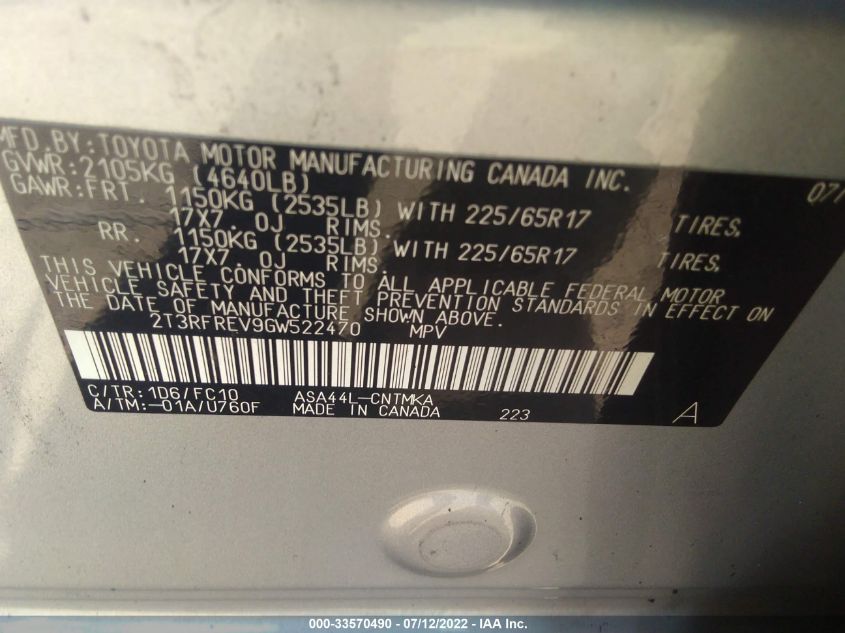 MFD.BY:TOYOTA MOTOR MANUFACTURING CANADA INC. 07/
GVWR:2105KG (4640LB)
GAWR:FRT. 1150KG (2535LB) WITH 225/65R17 TIRES,
17X7.0J RIMS,
RR. 1150KG (2535LB) WITH 225/65R17 TIRES,
17X7.0J RIMS.
THIS VEHICLE CONFORMS TO ALL APPLICABLE FEDERAL MOTOR
VEHICLE SAFETY AND THEFT PREVENTION STANDARDS IN EFFECT ON
THE DATE OF MANUFACTURE SHOWN ABOVE.
2T3RFREV9GW522470 MPV
C/TR:1D6/FC10 ASA44L-CNTMKA
A/TM:-01A/U760F MADE IN CANADA 223 A
000-33570490 - 07/12/2022 - IAA Inc.